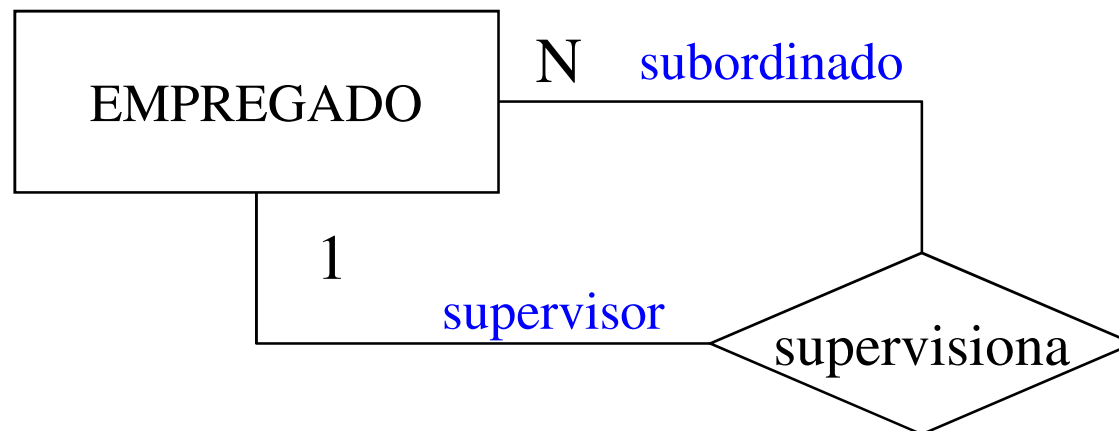 N
subordinado
EMPREGADO
1
supervisor
supervisiona